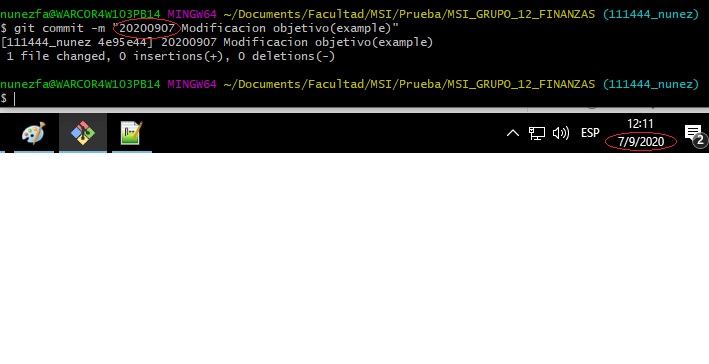 nunezfa@WARCOR4W103PB14 MINGW64 ~/Documents/Facultad/MSI/Prueba/MSI_GRUPO_12_FINANZAS (111444_nunez)
$ git commit -m "20200907 Modificacion objetivo(example)"
[111444_nunez 4e95e44] 20200907 Modificacion objetivo(example)
1 file changed, 0 insertions(+), 0 deletions(-)
nunezfa@WARCOR4W103PB14 MINGW64 ~/Documents/Facultad/MSI/Prueba/MSI_GRUPO_12_FINANZAS (111444_nunez)
$
ESP
12:11
7/9/2020
2